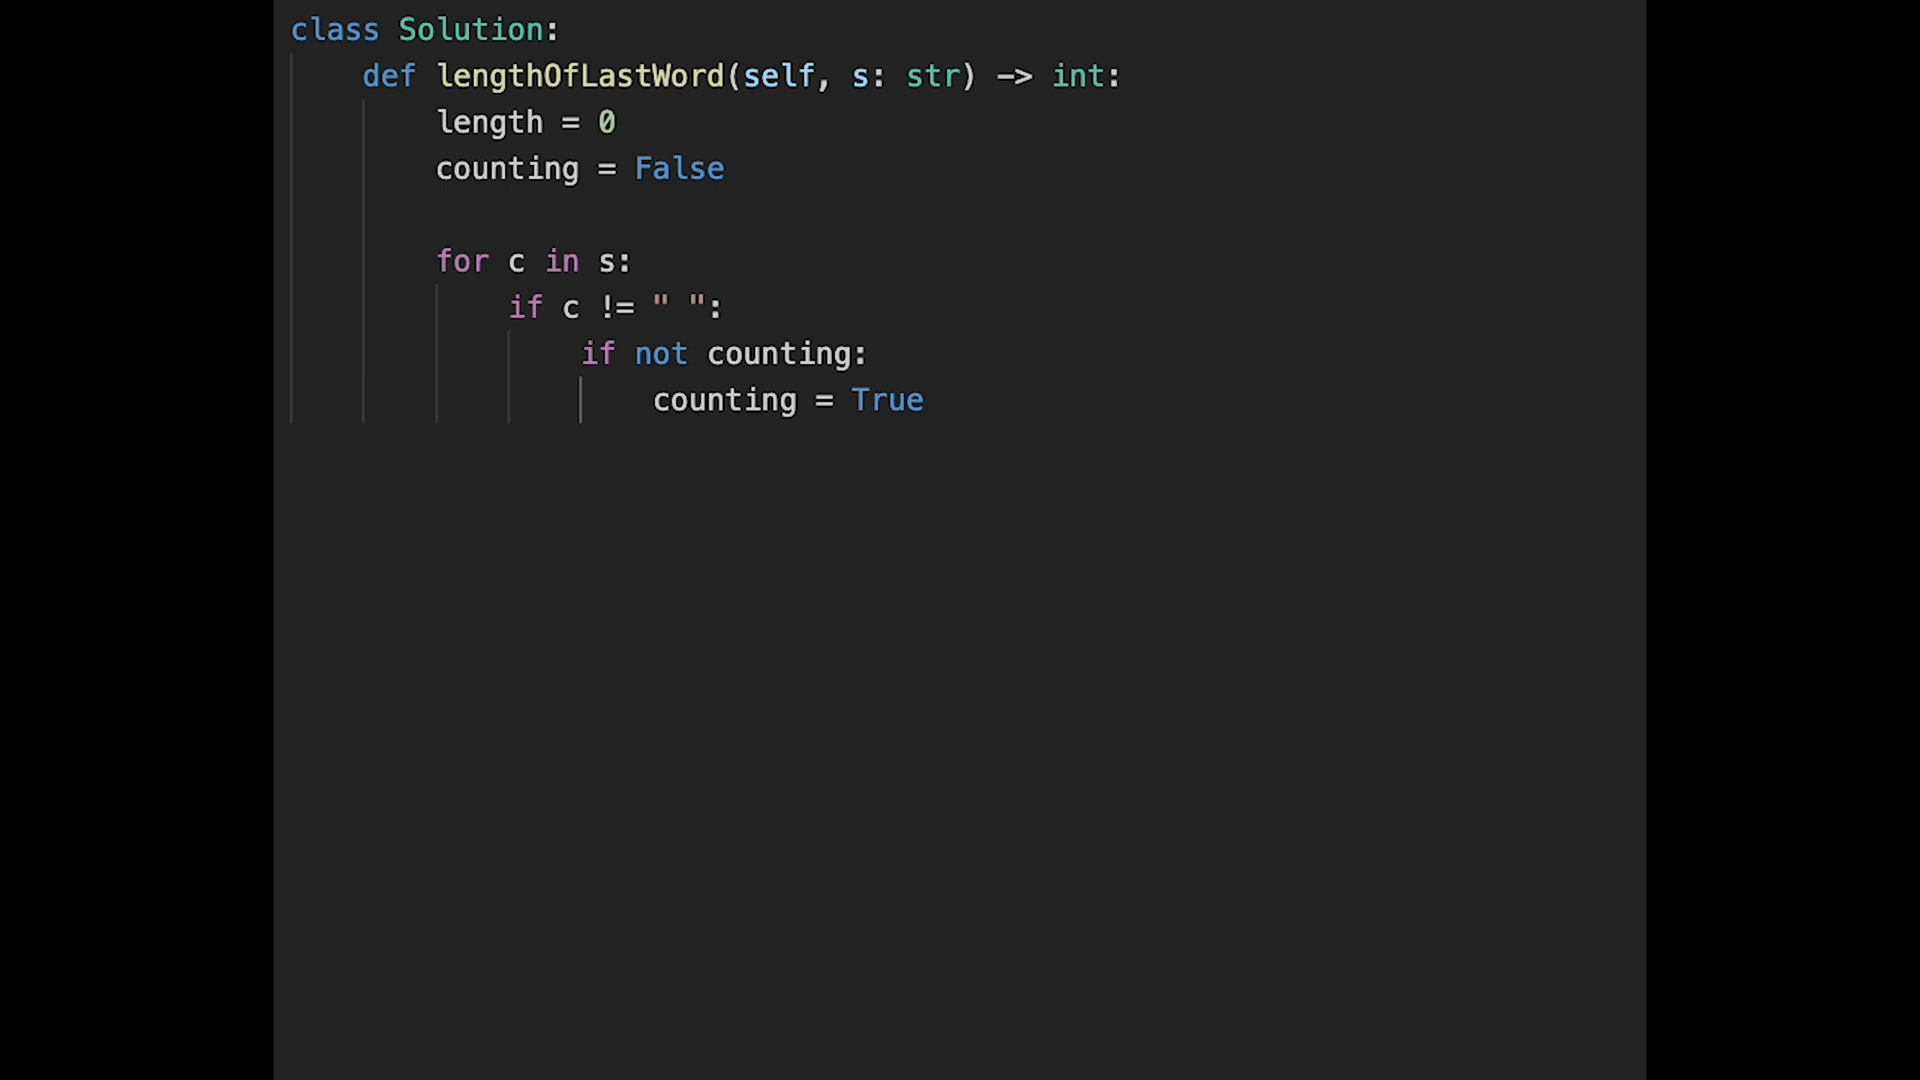 class Solution:
    def lengthOfLastWord(self, s: str) -> int:
        length = 0
        counting = False

        for c in s:
            if c != " ":
                if not counting:
                    counting = True